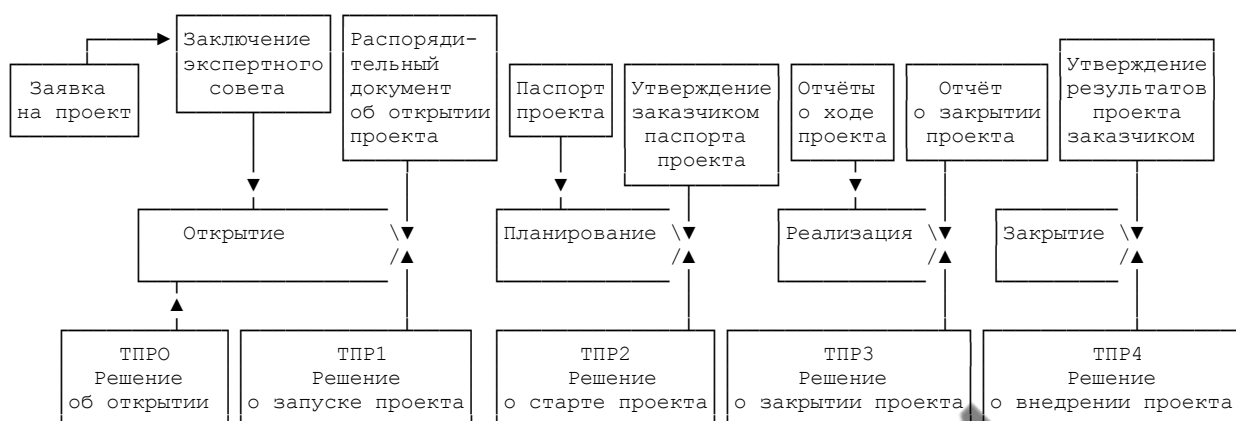 Заключение
экспертного
совета
Распоряди-
тельный
документ
об открытии
проекта
Заявка
на проект
Паспорт
проекта
Утверждение
заказчиком
паспорта
проекта
Отчёты
о ходе
проекта
Отчёт
о закрытии
проекта
Утверждение
результатов
проекта
заказчиком
Открытие
Планирование
Реализация
Закрытие
ТПР0
Решение
об открытии
ТПР1
Решение
о запуске проекта
ТПР2
Решение
о старте проекта
ТПР3
Решение
о закрытии проекта
ТПР4
Решение
о внедрении проекта